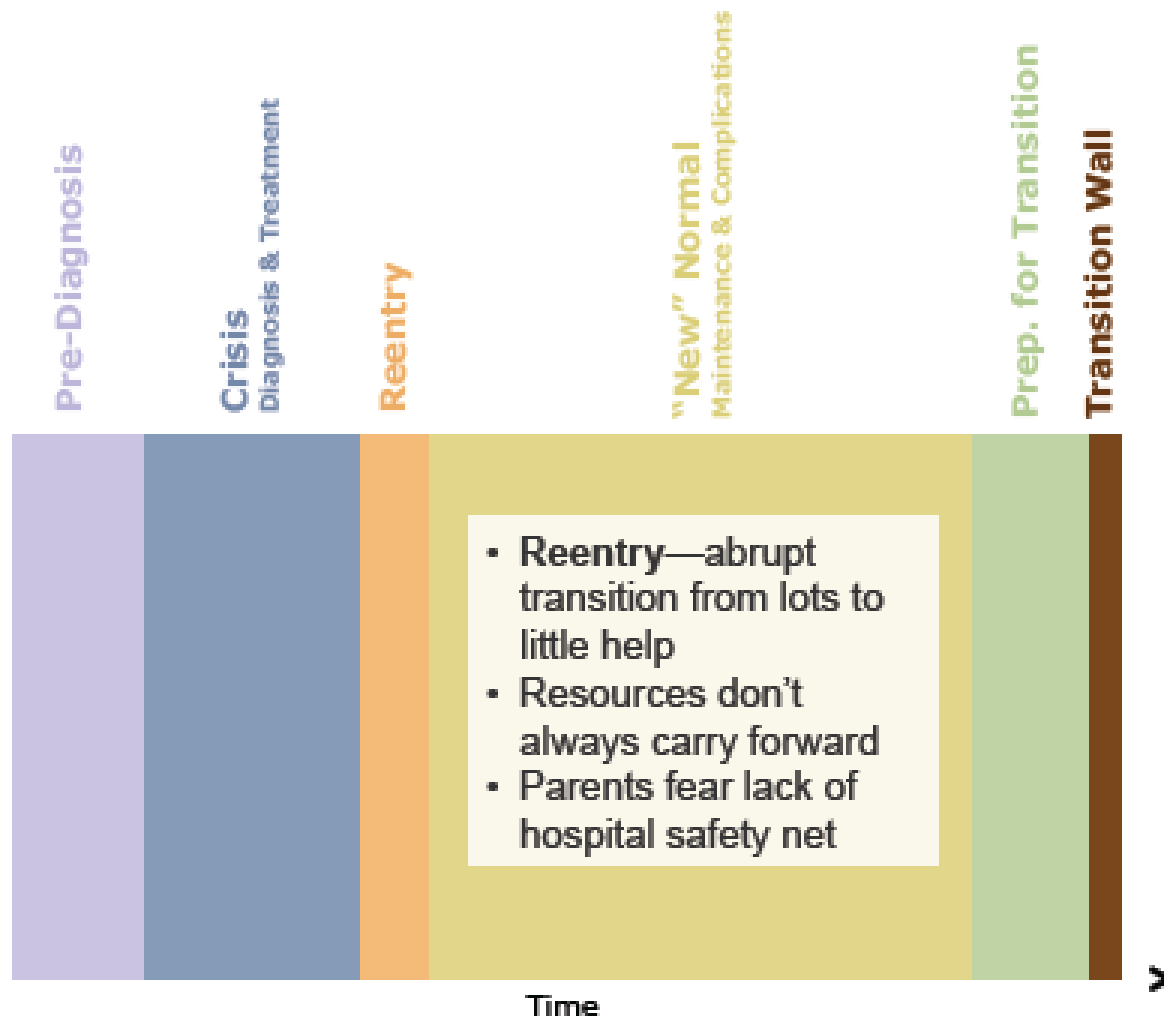 Pre-Diagnosis
Crisis
Diagnosis & Treatment
Reentry
“New” Normal
Maintenance & Complications
Prep. for Transition
Transition Wall
• Reentry—abrupt
transition from lots to
little help
• Resources don’t
always carry forward
• Parents fear lack of
hospital safety net
Time